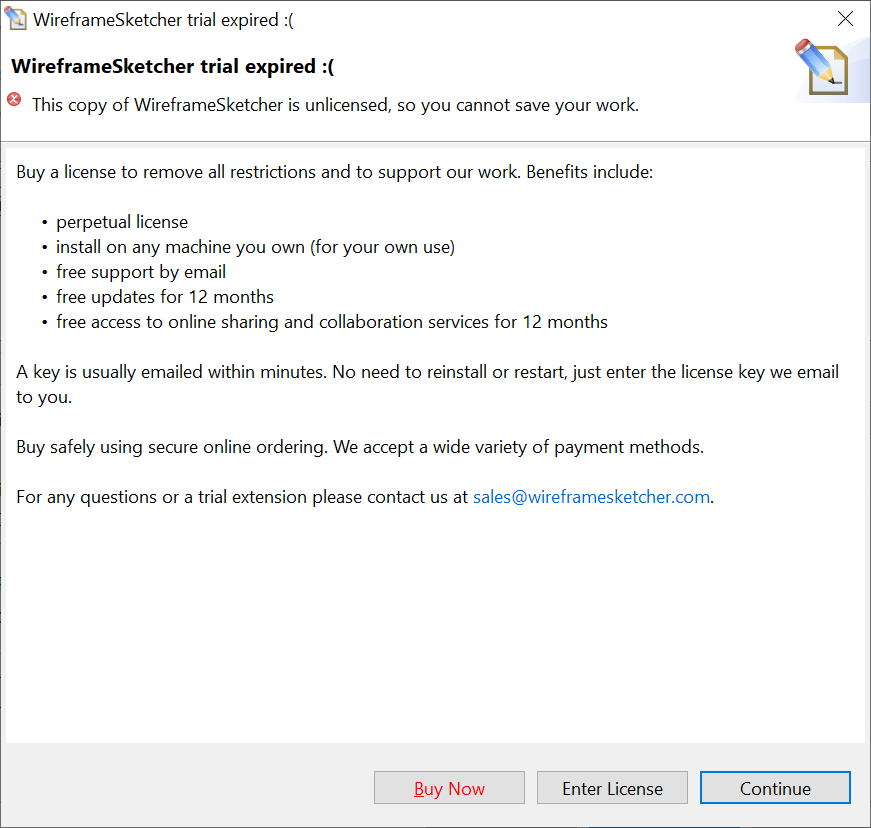 WireframeSketcher trial expired :(
WireframeSketcher trial expired :(
This copy of WireframeSketcher is unlicensed, so you cannot save your work.
Buy a license to remove all restrictions and to support our work. Benefits include:
• perpetual license
• install on any machine you own (for your own use)
• free support by email
• free updates for 12 months
• free access to online sharing and collaboration services for 12 months
A key is usually emailed within minutes. No need to reinstall or restart, just enter the license key we email
to you.
Buy safely using secure online ordering. We accept a wide variety of payment methods.
For any questions or a trial extension please contact us at sales@wireframesketcher.com.
Buy Now
Enter License
Continue